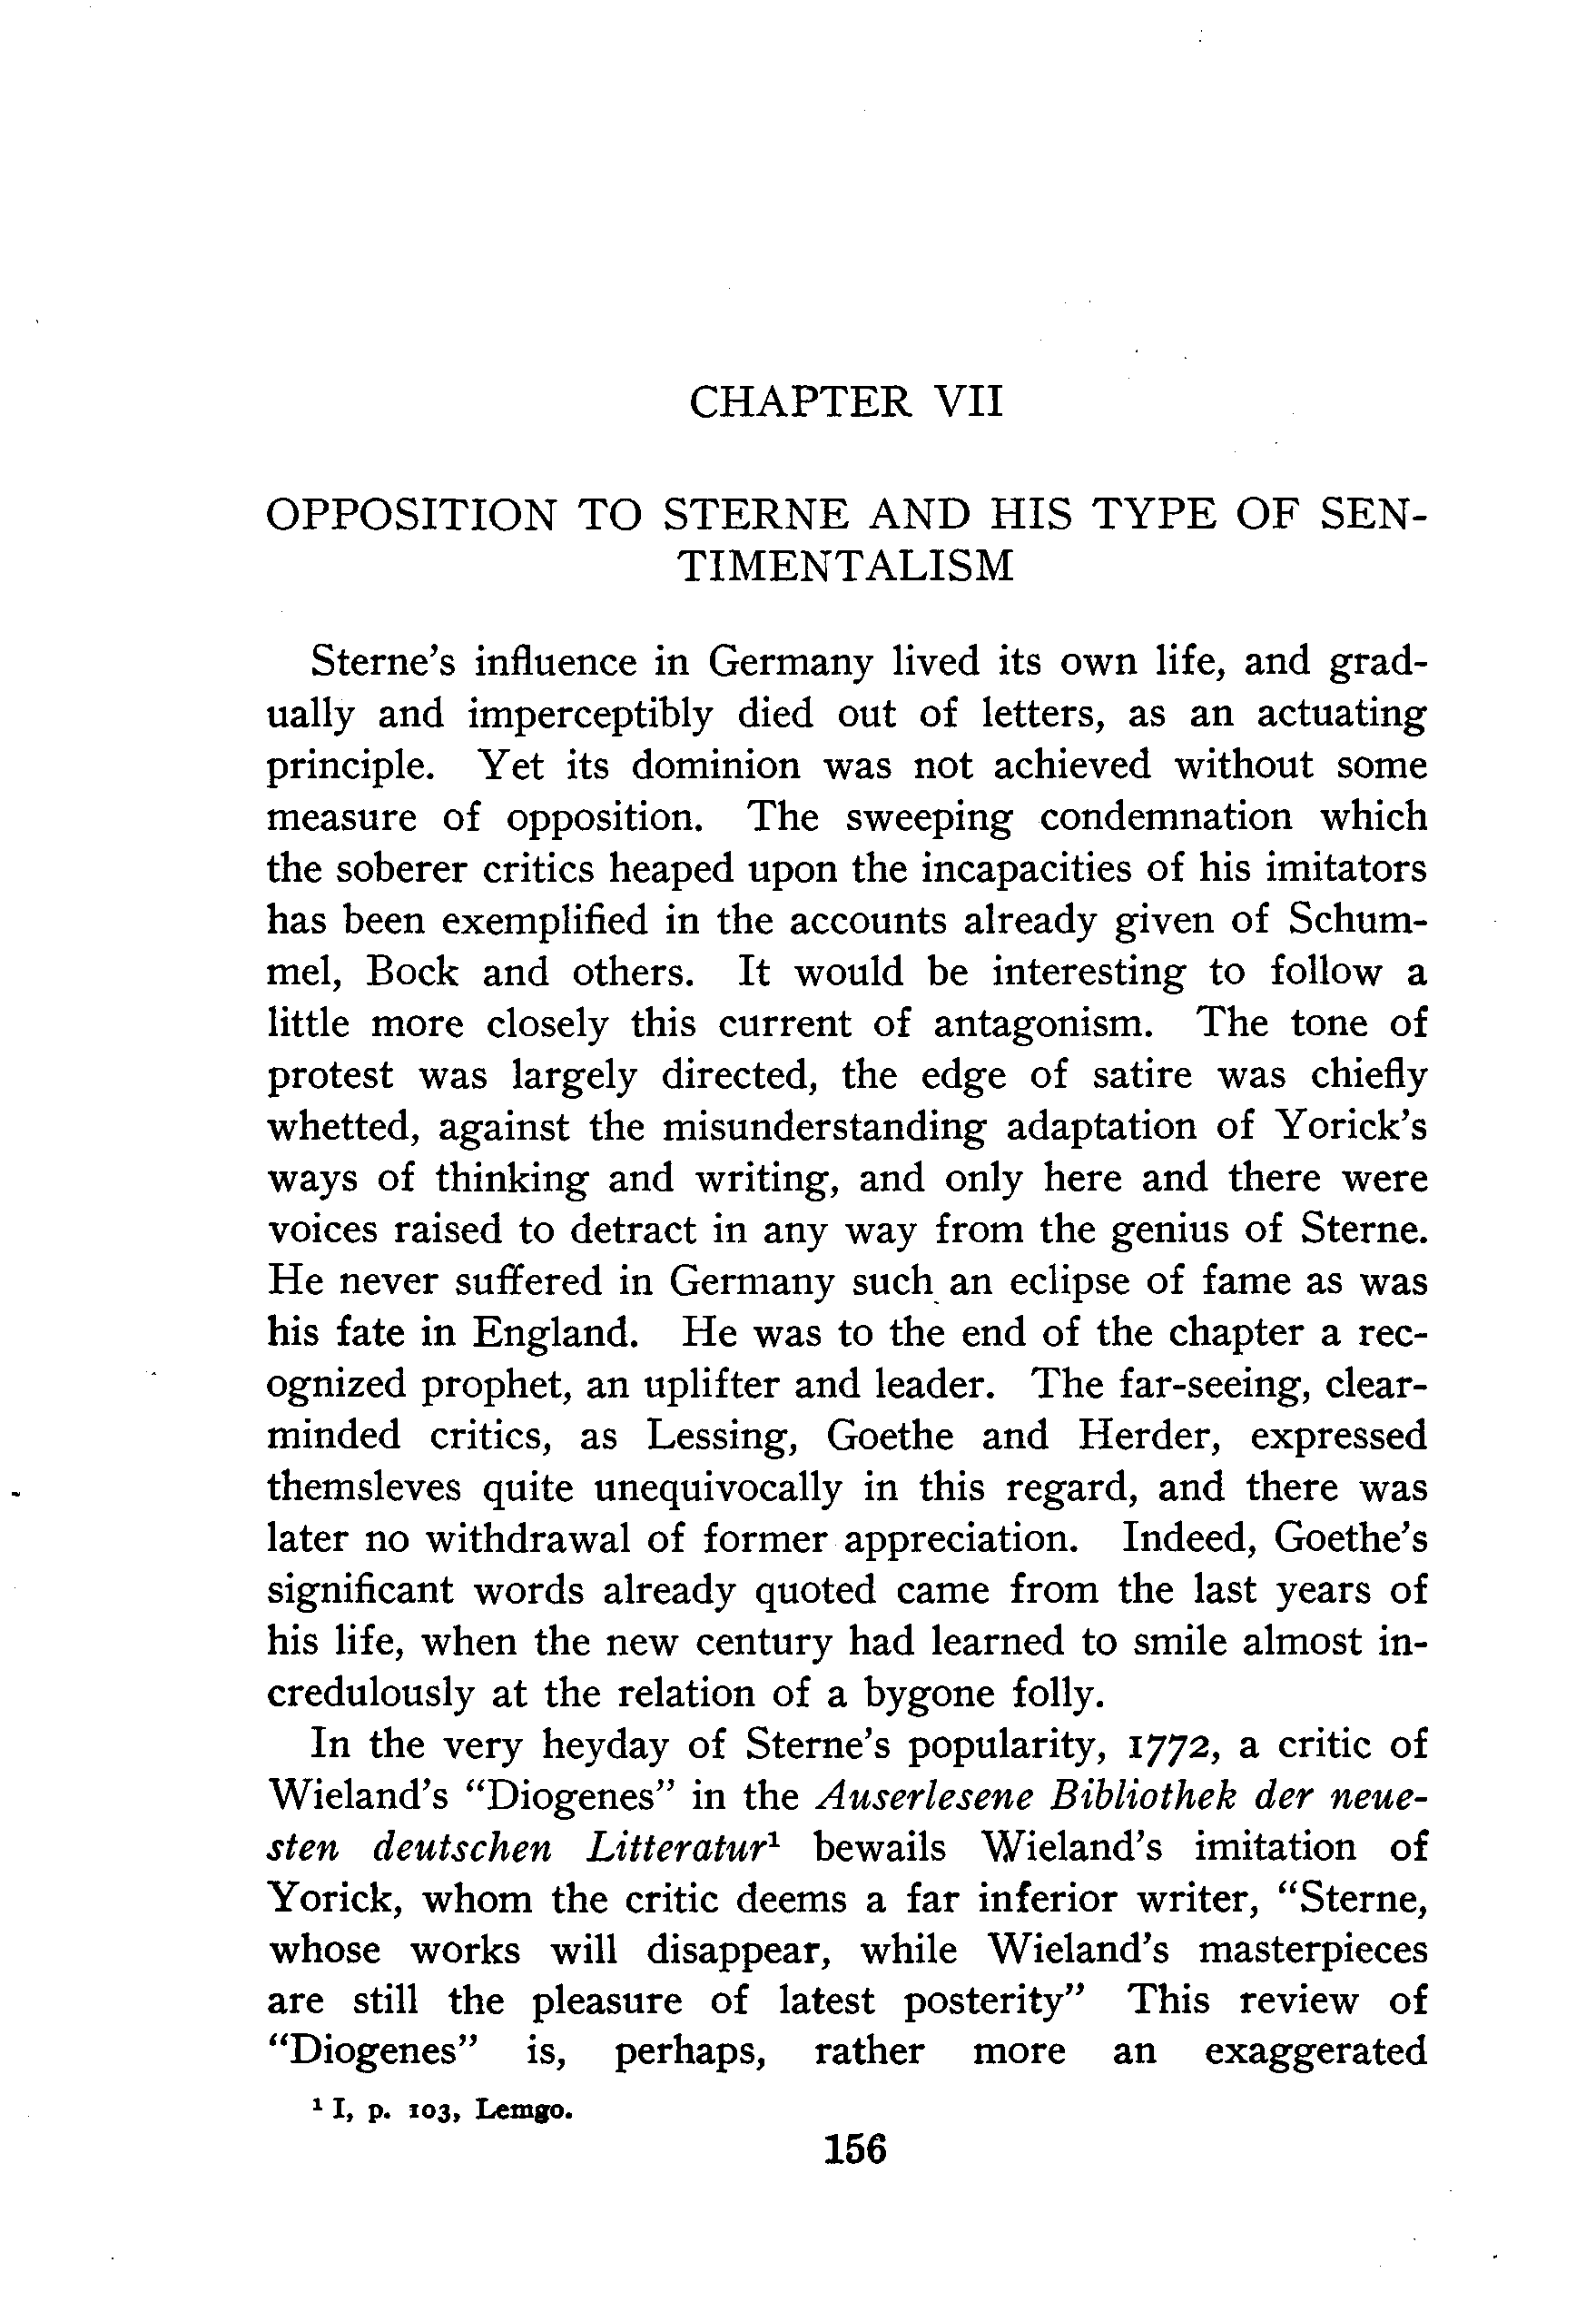 CHAPTER VII
OPPOSITION TO STERNE AND HIS TYPE OF SEN-
TIMENTALISM
Sterne's influence in Germany lived its own life, and grad-
ually and imperceptibly died out of letters, as an actuating
principle. Yet its dominion was not achieved without some
measure of opposition. The sweeping condemnation which
the soberer critics heaped upon the incapacities of his imitators
has been exemplified in the accounts already given of Schum-
mel, Bock and others. It would be interesting to follow a
little more closely this current of antagonism. The tone of
protest was largely directed, the edge of satire was chiefly
whetted, against the misunderstanding adaptation of Yorick's
ways of thinking and writing, and only here and there were
voices raised to detract in any way from the genius of Sterne.
He never suffered in Germany such an eclipse of fame as was
his fate in England. He was to the end of the chapter a rec-
ognized prophet, an uplifter and leader. The far-seeing, clear-
minded critics, as Lessing, Goethe and Herder, expressed
themsleves quite unequivocally in this regard, and there was
later no withdrawal of former appreciation. Indeed, Goethe's
significant words already quoted came from the last years of
his life, when the new century had learned to smile almost in-
credulously at the relation of a bygone folly.
In the very heyday of Sterne's popularity, 1772, a critic of
Wieland's “Diogenes” in the Auserlesene Bibliothek der neue-
sten deutschen Litteratur¹ bewails Wieland's imitation of
Yorick, whom the critic deems a far inferior writer, “Sterne,
whose works will disappear, while Wieland's masterpieces
are still the pleasure of latest posterity” This review of
“Diogenes” is, perhaps, rather more an exaggerated
¹ I, p. 103, Lemgo.
156